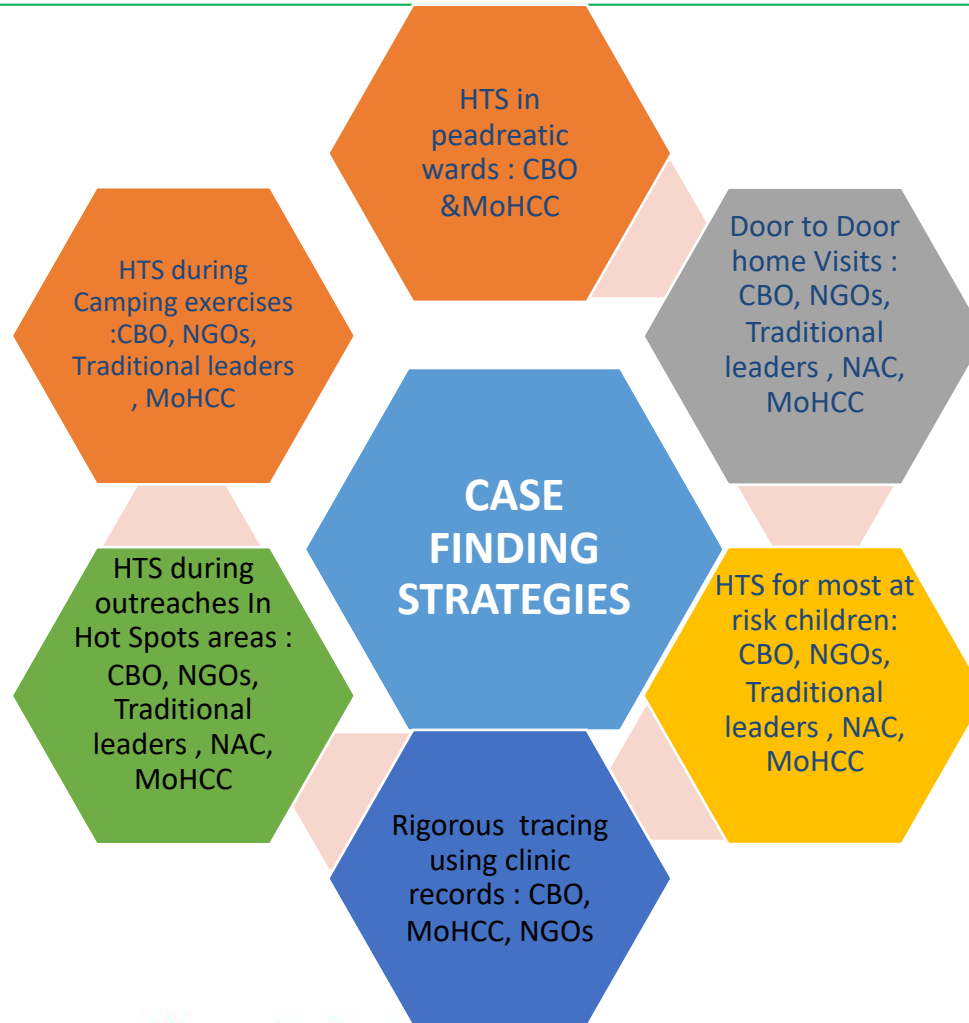 HTS in
peadreatic
wards : CBO
&MoHCC
Door to Door
home Visits :
CBO, NGOs,
Traditional
leaders , NAC,
MoHCC
HTS for most at
risk children:
CBO, NGOs,
Traditional
leaders , NAC,
MoHCC
Rigorous tracing
using clinic
records : CBO,
MoHCC, NGOs
HTS during
outreaches In
Hot Spots areas :
CBO, NGOs,
Traditional
leaders , NAC,
MoHCC
HTS during
Camping exercises
:CBO, NGOs,
Traditional leaders
, MoHCC
CASE
FINDING
STRATEGIES